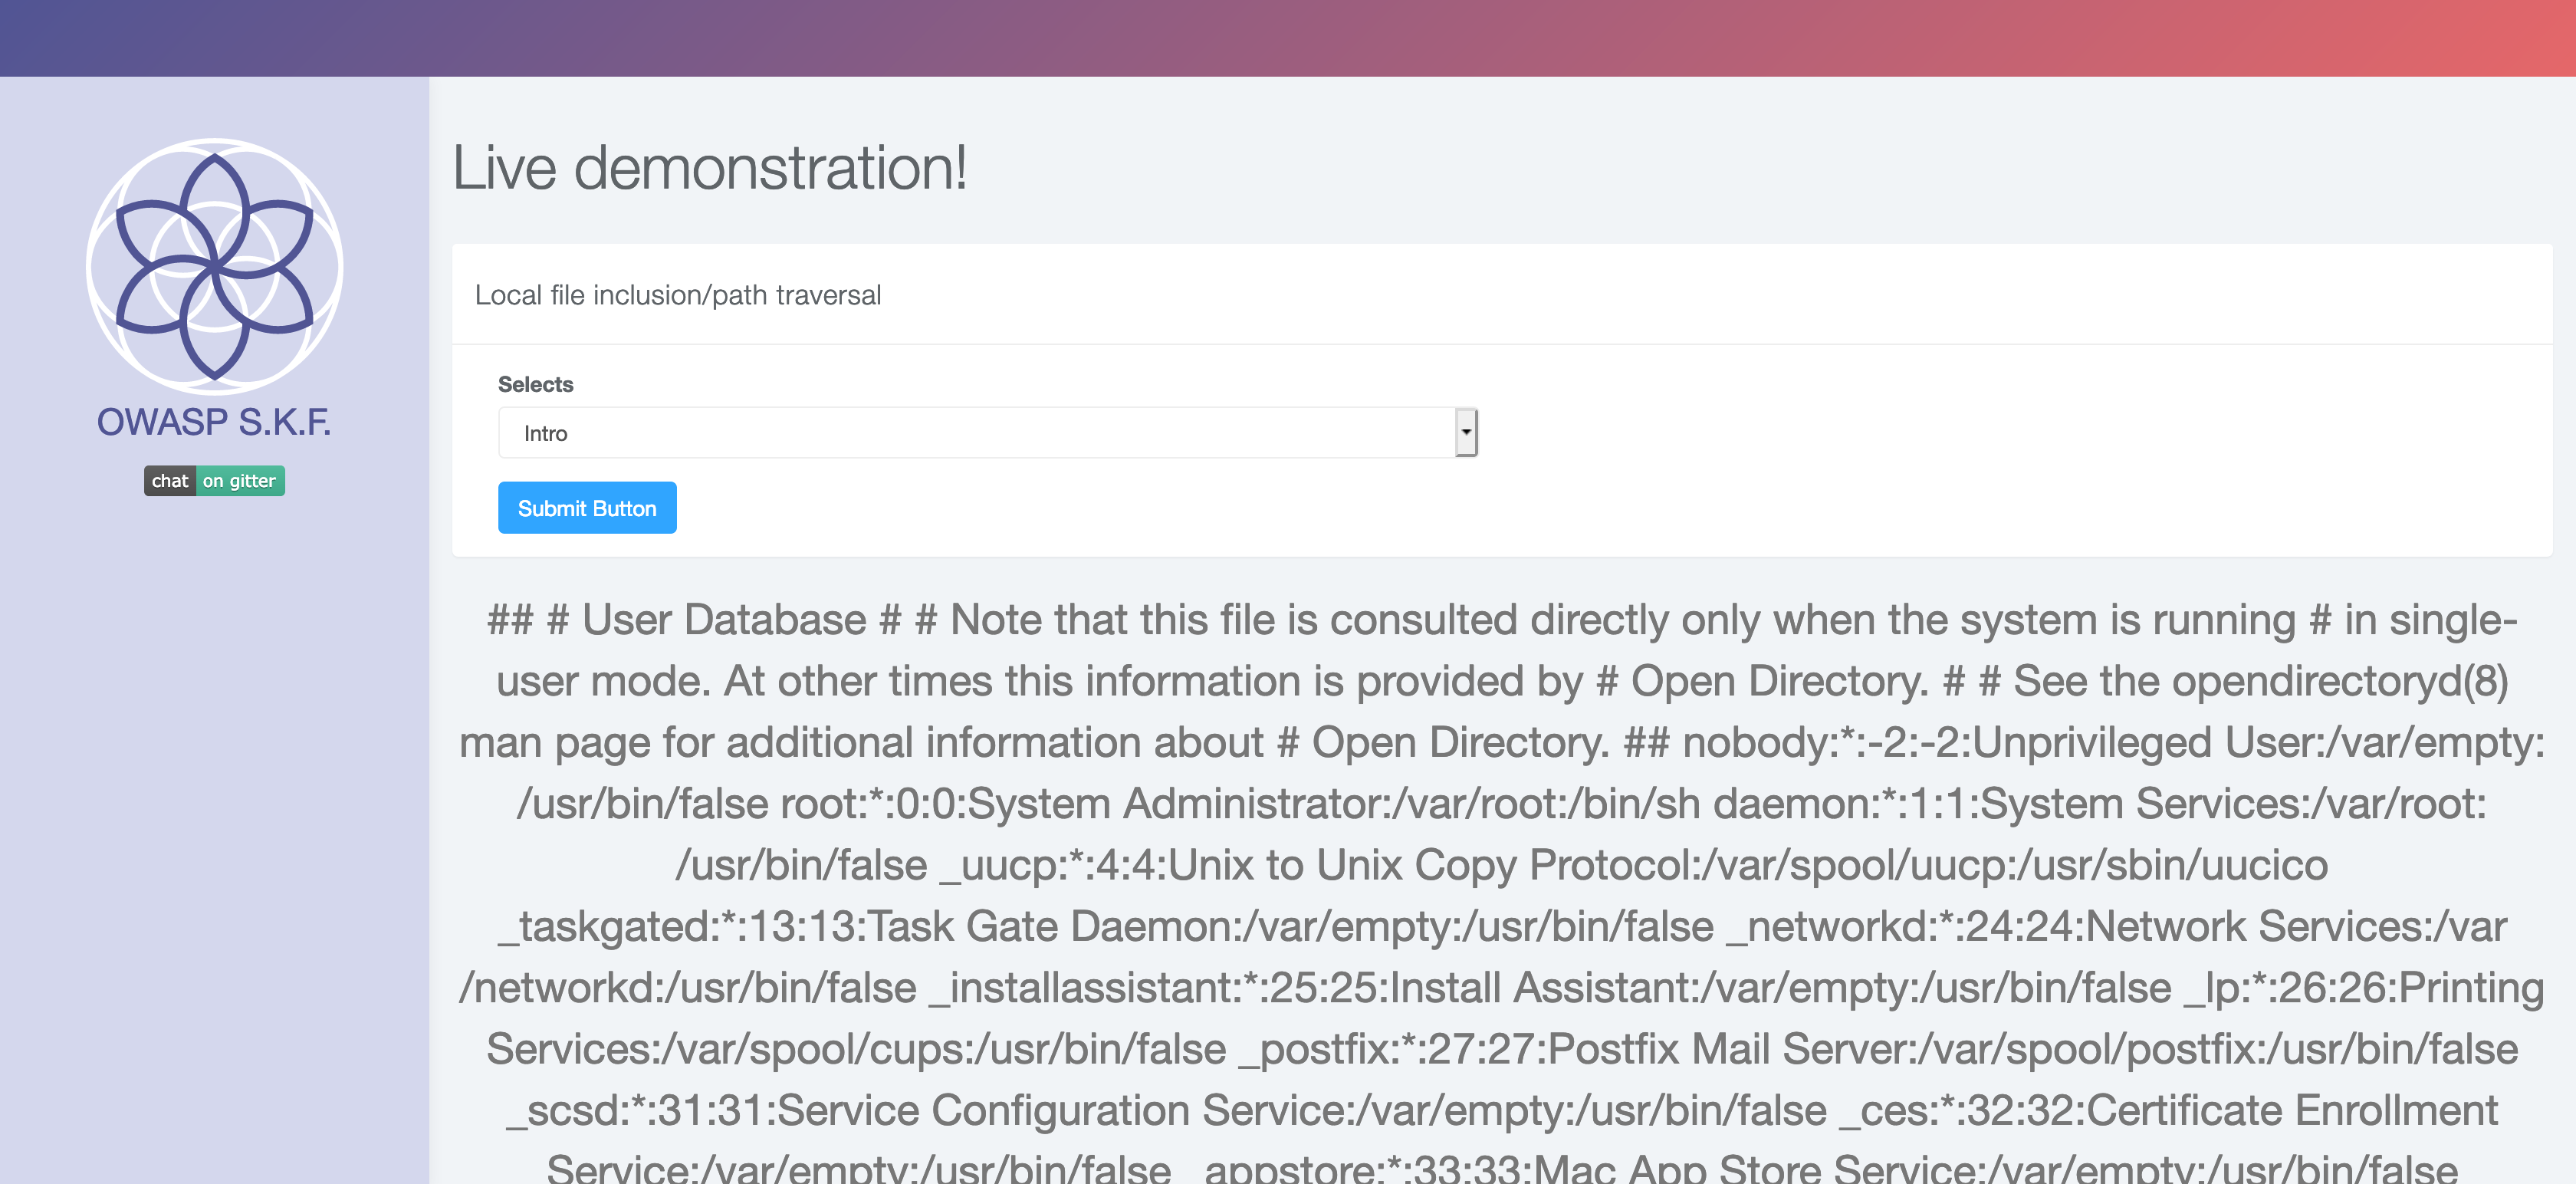 OWASP S.K.F.
chat on gitter
Live demonstration!
Local file inclusion/path traversal
Selects
Intro
Submit Button
## # User Database # # Note that this file is consulted directly only when the system is running # in single-
user mode. At other times this information is provided by # Open Directory. # # See the opendirectoryd(8)
man page for additional information about # Open Directory. ## nobody:*:-2:-2:Unprivileged User:/var/empty:
/usr/bin/false root:*:0:0:System Administrator:/var/root:/bin/sh daemon:*:1:1:System Services:/var/root:
/usr/bin/false _uucp:*:4:4:Unix to Unix Copy Protocol:/var/spool/uucp:/usr/sbin/uucico
_taskgated:*:13:13:Task Gate Daemon:/var/empty:/usr/bin/false _networkd:*:24:24:Network Services:/var
/networkd:/usr/bin/false _installassistant:*:25:25:Install Assistant:/var/empty:/usr/bin/false _lp:*:26:26:Printing
Services:/var/spool/cups:/usr/bin/false _postfix:*:27:27:Postfix Mail Server:/var/spool/postfix:/usr/bin/false
_scsd:*:31:31:Service Configuration Service:/var/empty:/usr/bin/false _ces:*:32:32:Certificate Enrollment
Service:/var/empty:/usr/bin/false _appstore:*:33:33:Mac App Store Service:/var/empty:/usr/bin/false